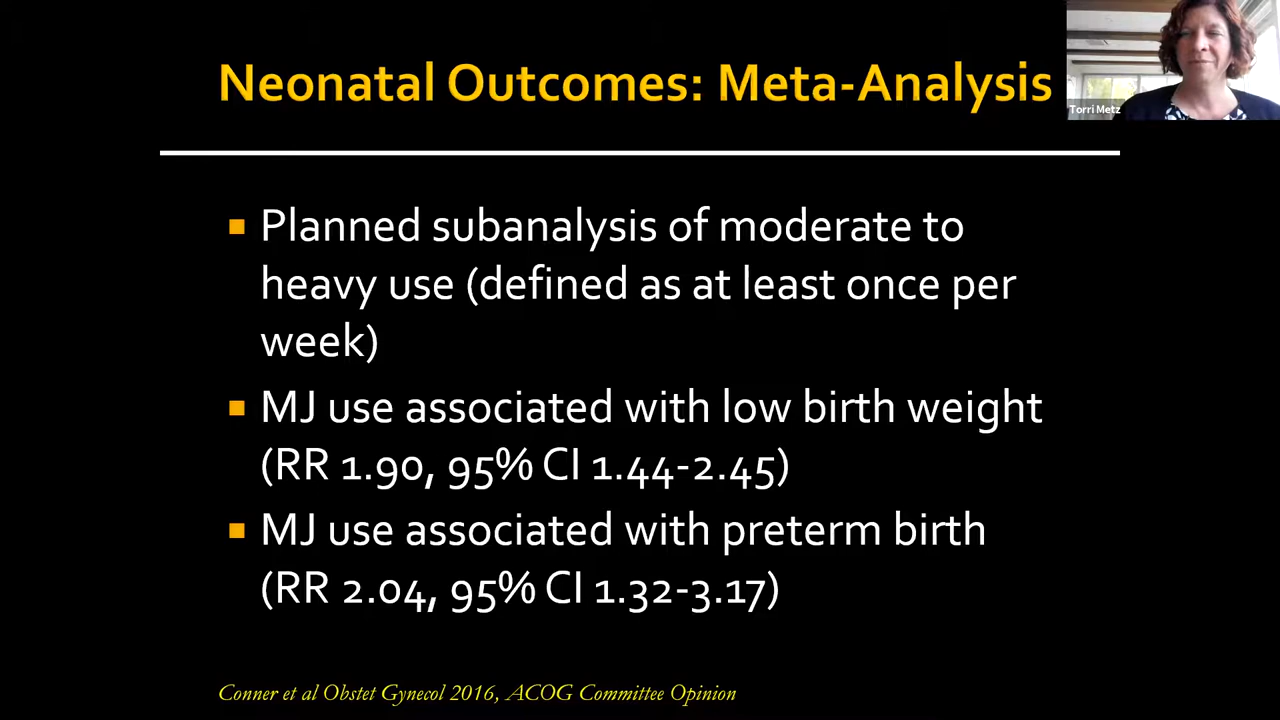 Neonatal Outcomes: Meta-Analysis
Torri Metz
Planned subanalysis of moderate to
heavy use (defined as at least once per
week)
MJ use associated with low birth weight
(RR 1.90, 95% CI 1.44-2.45)
MJ use associated with preterm birth
(RR 2.04, 95% CI 1.32-3.17)
Conner et al Obstet Gynecol 2016, ACOG Committee Opinion